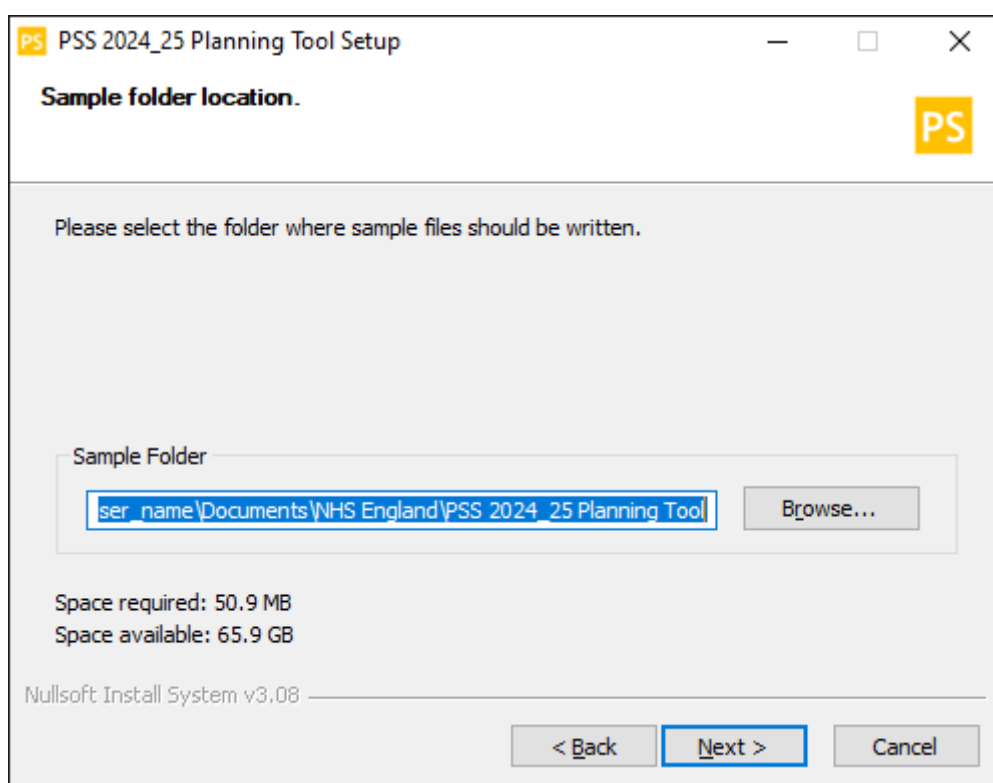 PS PSS 2024_25 Planning Tool Setup
Sample folder location.
PS
Please select the folder where sample files should be written.
Sample Folder
ser_name\Documents\NHS England\PSS 2024_25 Planning Tool
Browse...
Space required: 50.9 MB
Space available: 65.9 GB
Nullsoft Install System v3.08
< Back
Next >
Cancel